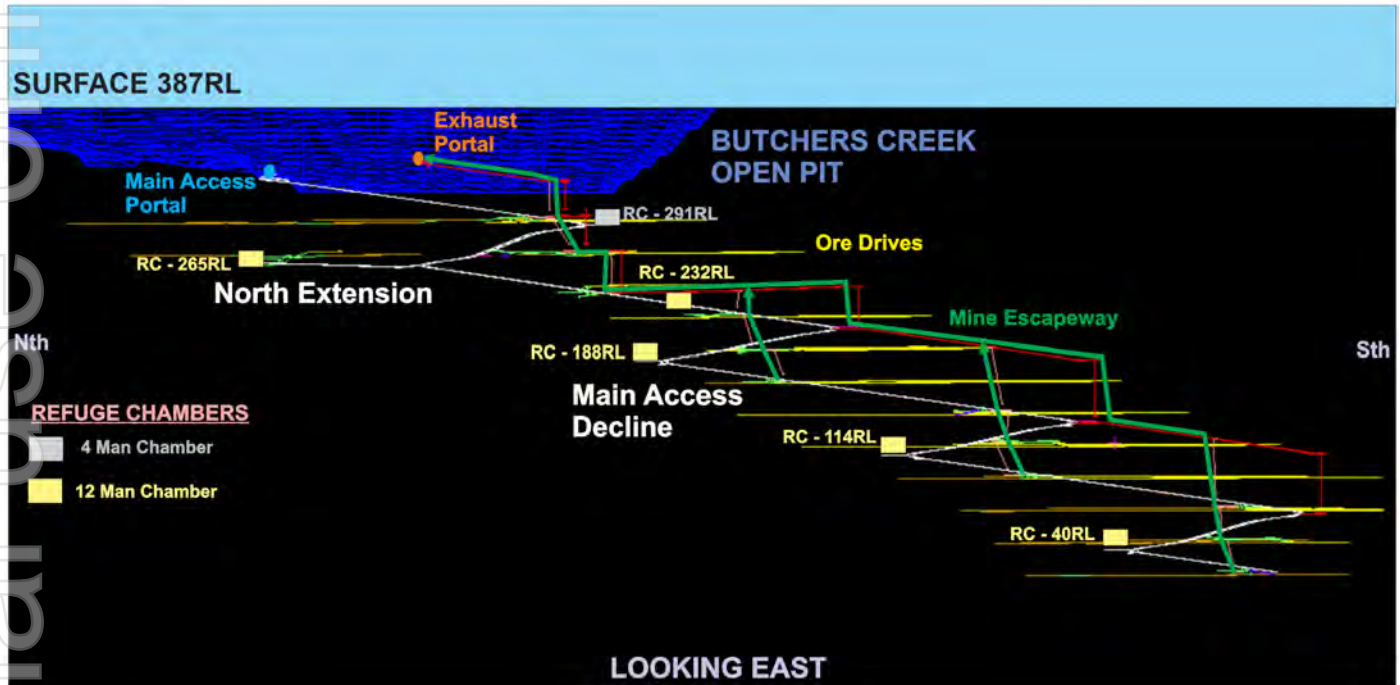 SURFACE 387RL
Exhaust
Portal
BUTCHERS CREEK
OPEN PIT
Main Access
Portal
RC - 291RL
Ore Drives
RC - 265RL
RC - 232RL
North Extension
Mine Escapeway
Nth
Sth
RC - 188RL
Main Access
Decline
REFUGE CHAMBERS
4 Man Chamber
12 Man Chamber
RC - 114RL
RC - 40RL
LOOKING EAST